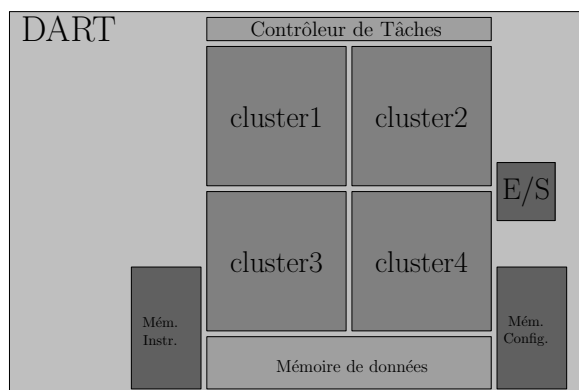 DART
Contrôleur de Tâches
cluster1
cluster2
E/S
cluster3
cluster4
Mém.
Instr.
Mém.
Config.
Mémoire de données